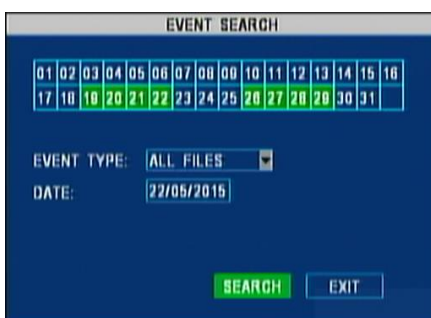 EVENT SEARCH
01 02 03 04 05 06 07 08 09 10 11 12 13 14 15 16
17 18 19 20 21 22 23 24 25 26 27 28 29 30 31
EVENT TYPE: ALL FILES
DATE: 22/05/2015
SEARCH EXIT